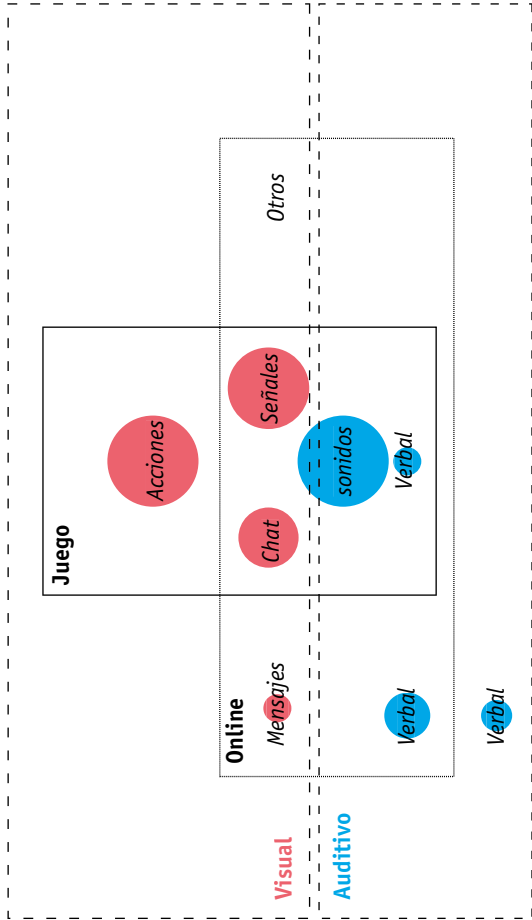 Juego
Acciones
Online
Mensajes
Chat
Señales
Otros
Visual
Auditivo
sonidos
Verbal
Verbal
Verbal